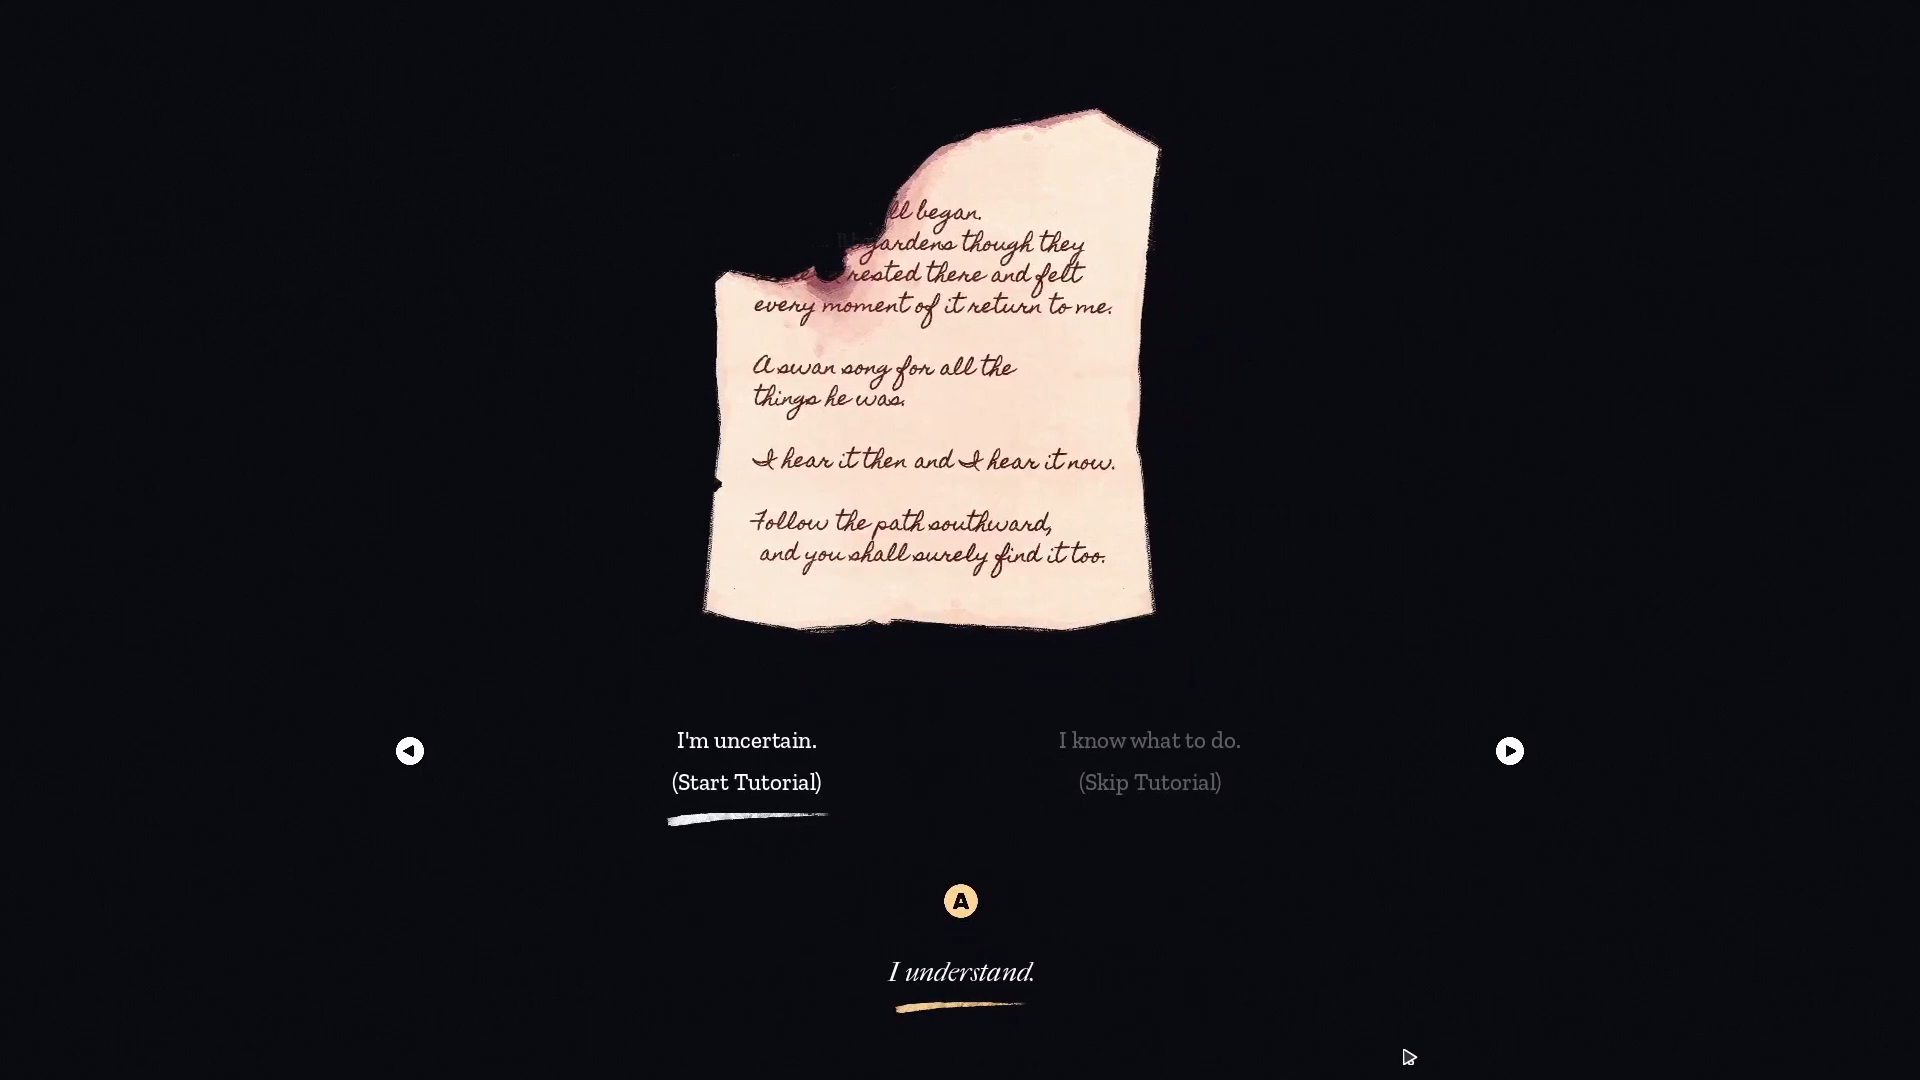 began.
gardens though they
rested there and felt
every moment of it return to me.
A swan song for all the
things he was.
I hear it then and I hear it now.
Follow the path southward,
and you shall surely find it too.
I'm uncertain.
(Start Tutorial)
I know what to do.
(Skip Tutorial)
A
I understand.